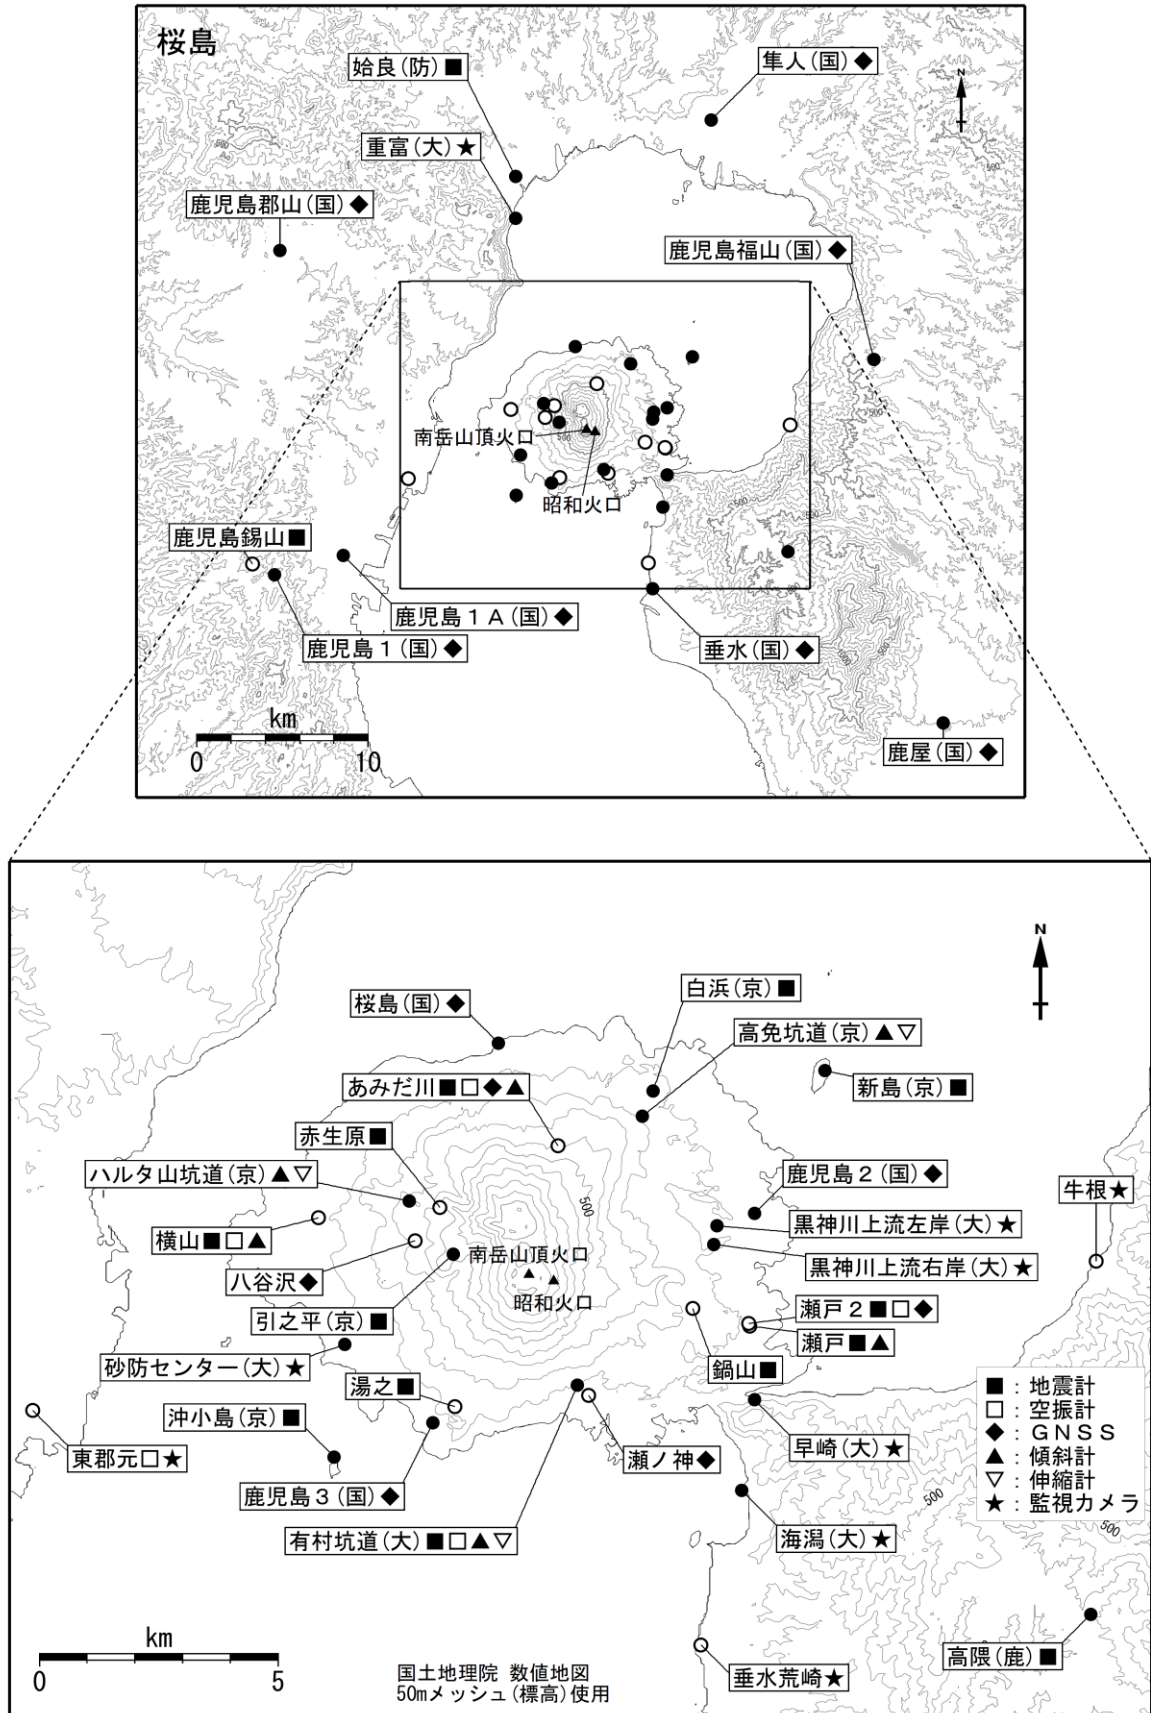 桜島
姶良(防)■
隼人(国)◆
N
重富(大)★
500
500
鹿児島郡山(国)◆
鹿児島福山(国)◆
500
南岳山頂火口
500
昭和火口
鹿児島錫山■
500
500
鹿児島1A(国)◆
鹿児島1(国)◆
垂水(国)◆
1000
500
km
0 10
鹿屋(国)◆
N
白浜(京)■
桜島(国)◆
高免坑道(京)▲▽
あみだ川■□◆▲
新島(京)■
赤生原■
ハルタ山坑道(京)▲▽
鹿児島2(国)◆
牛根★
500
黒神川上流左岸(大)★
横山■□▲
南岳山頂火口
黒神川上流右岸(大)★
八谷沢◆
昭和火口
引之平(京)■
瀬戸2■□◆
瀬戸■▲
砂防センター(大)★
鍋山■
湯之■
沖小島(京)■
■：地震計
□：空振計
◆：GNSS
▲：傾斜計
▽：伸縮計
★：監視カメラ
早崎(大)★
東郡元□★
瀬ノ神◆
鹿児島3(国)◆
500
500
有村坑道(大)■□▲▽
海潟(大)★
km
0 5
高隈(鹿)■
垂水荒崎★
国土地理院 数値地図
50mメッシュ(標高)使用